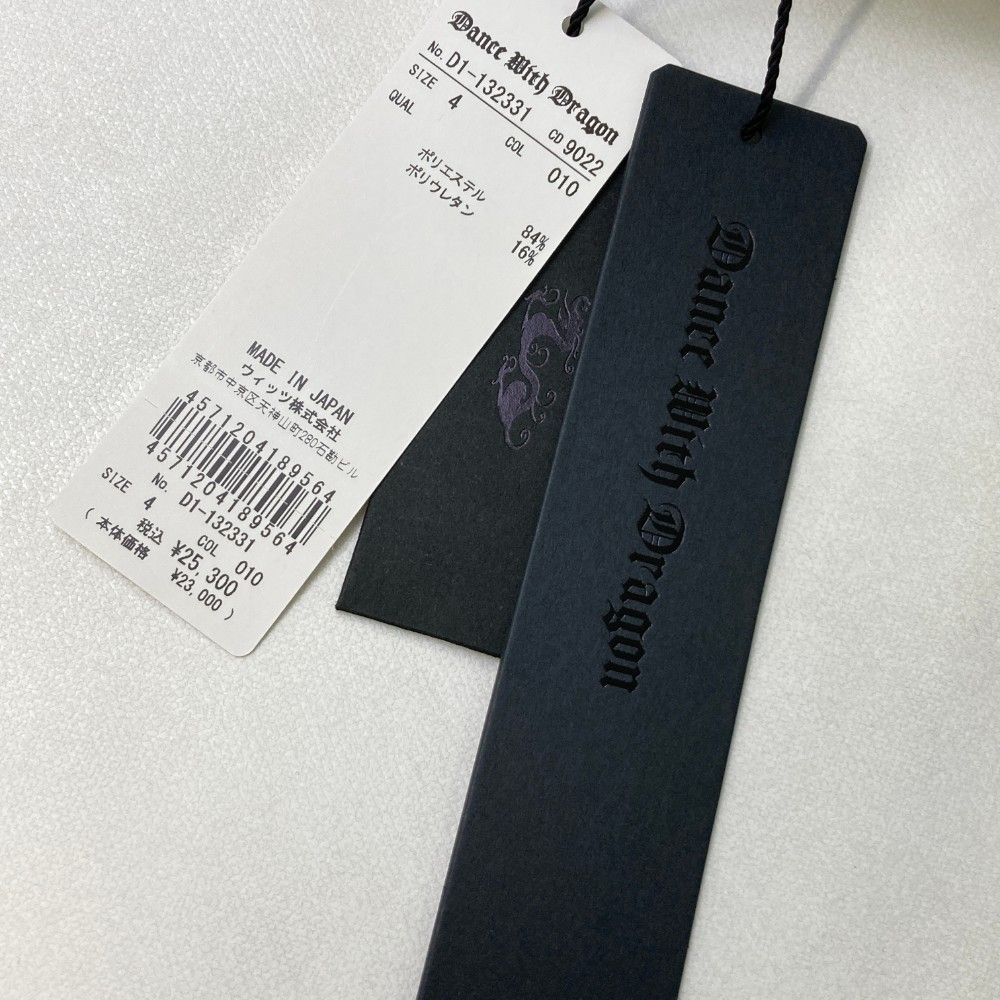 Dance With Dragon
No. D1-132331 CD 9022
SIZE 4 COL 010
QUAL
ポリエステル 84%
ポリウレタン 16%
MADE IN JAPAN
ウィッツ株式会社
京都市中京区天神山町280石勘ビル
4571204189564
4571204189564
No. D1-132331
SIZE 4 COL 010
税込 ¥25,300
(本体価格 ¥23,000)
Dance With Dragon